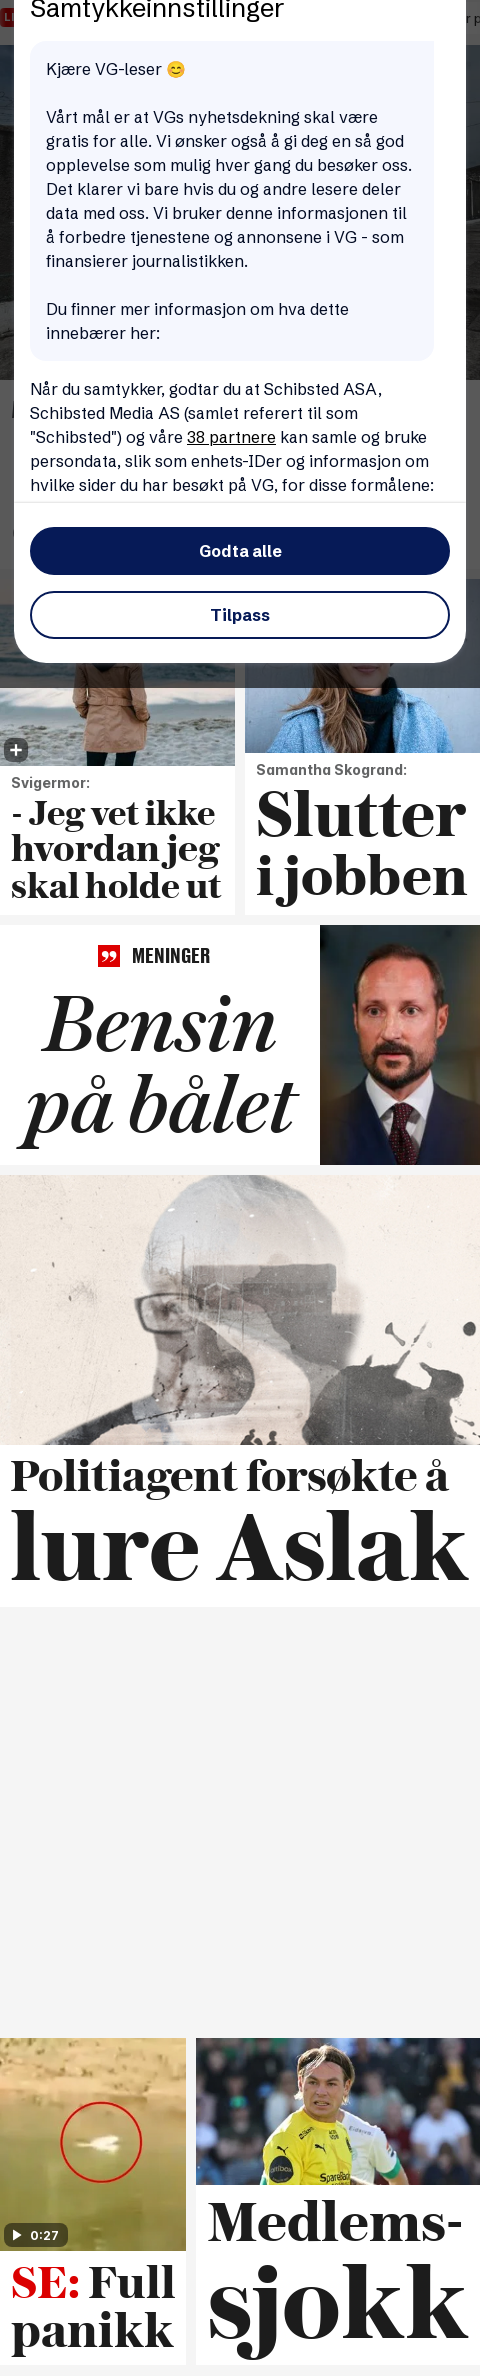 Samtykkeinnstillinger
Kjære VG-leser 😊
Vårt mål er at VGs nyhetsdekning skal være
gratis for alle. Vi ønsker også å gi deg en så god
opplevelse som mulig hver gang du besøker oss.
Det klarer vi bare hvis du og andre lesere deler
data med oss. Vi bruker denne informasjonen til
å forbedre tjenestene og annonsene i VG - som
finansierer journalistikken.
Du finner mer informasjon om hva dette
innebærer her:
Når du samtykker, godtar du at Schibsted ASA,
Schibsted Media AS (samlet referert til som
"Schibsted") og våre 38 partnere kan samle og bruke
persondata, slik som enhets-IDer og informasjon om
hvilke sider du har besøkt på VG, for disse formålene:
Godta alle
Tilpass
Svigermor:
- Jeg vet ikke
hvordan jeg
skal holde ut
Samantha Skogrand:
Slutter
i jobben
MENINGER
Bensin
på bålet
Politiagent forsøkte å
lure Aslak
0:27
SE: Full
panikk
Medlems-
sjokk